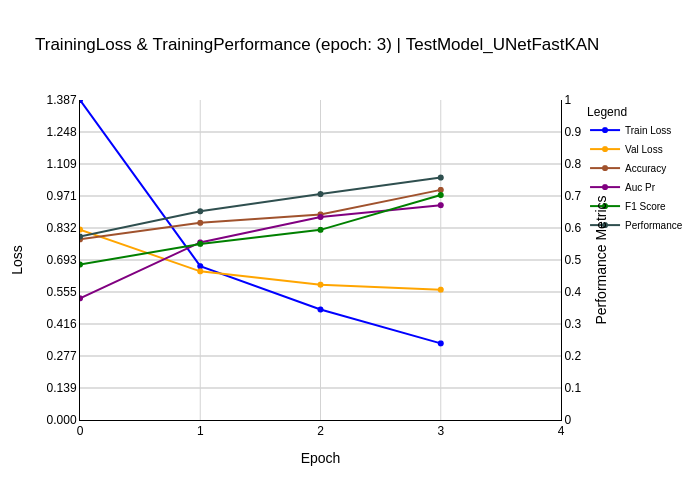 TrainingLoss & TrainingPerformance (epoch: 3) | TestModel_UNetFastKAN
1.387
1.248
1.109
0.971
0.832
0.693
0.555
0.416
0.277
0.139
0.000
Loss
0
1
2
3
4
Epoch
1
0.9
0.8
0.7
0.6
0.5
0.4
0.3
0.2
0.1
0
Performance Metrics
Legend
Train Loss
Val Loss
Accuracy
Auc Pr
F1 Score
Performance